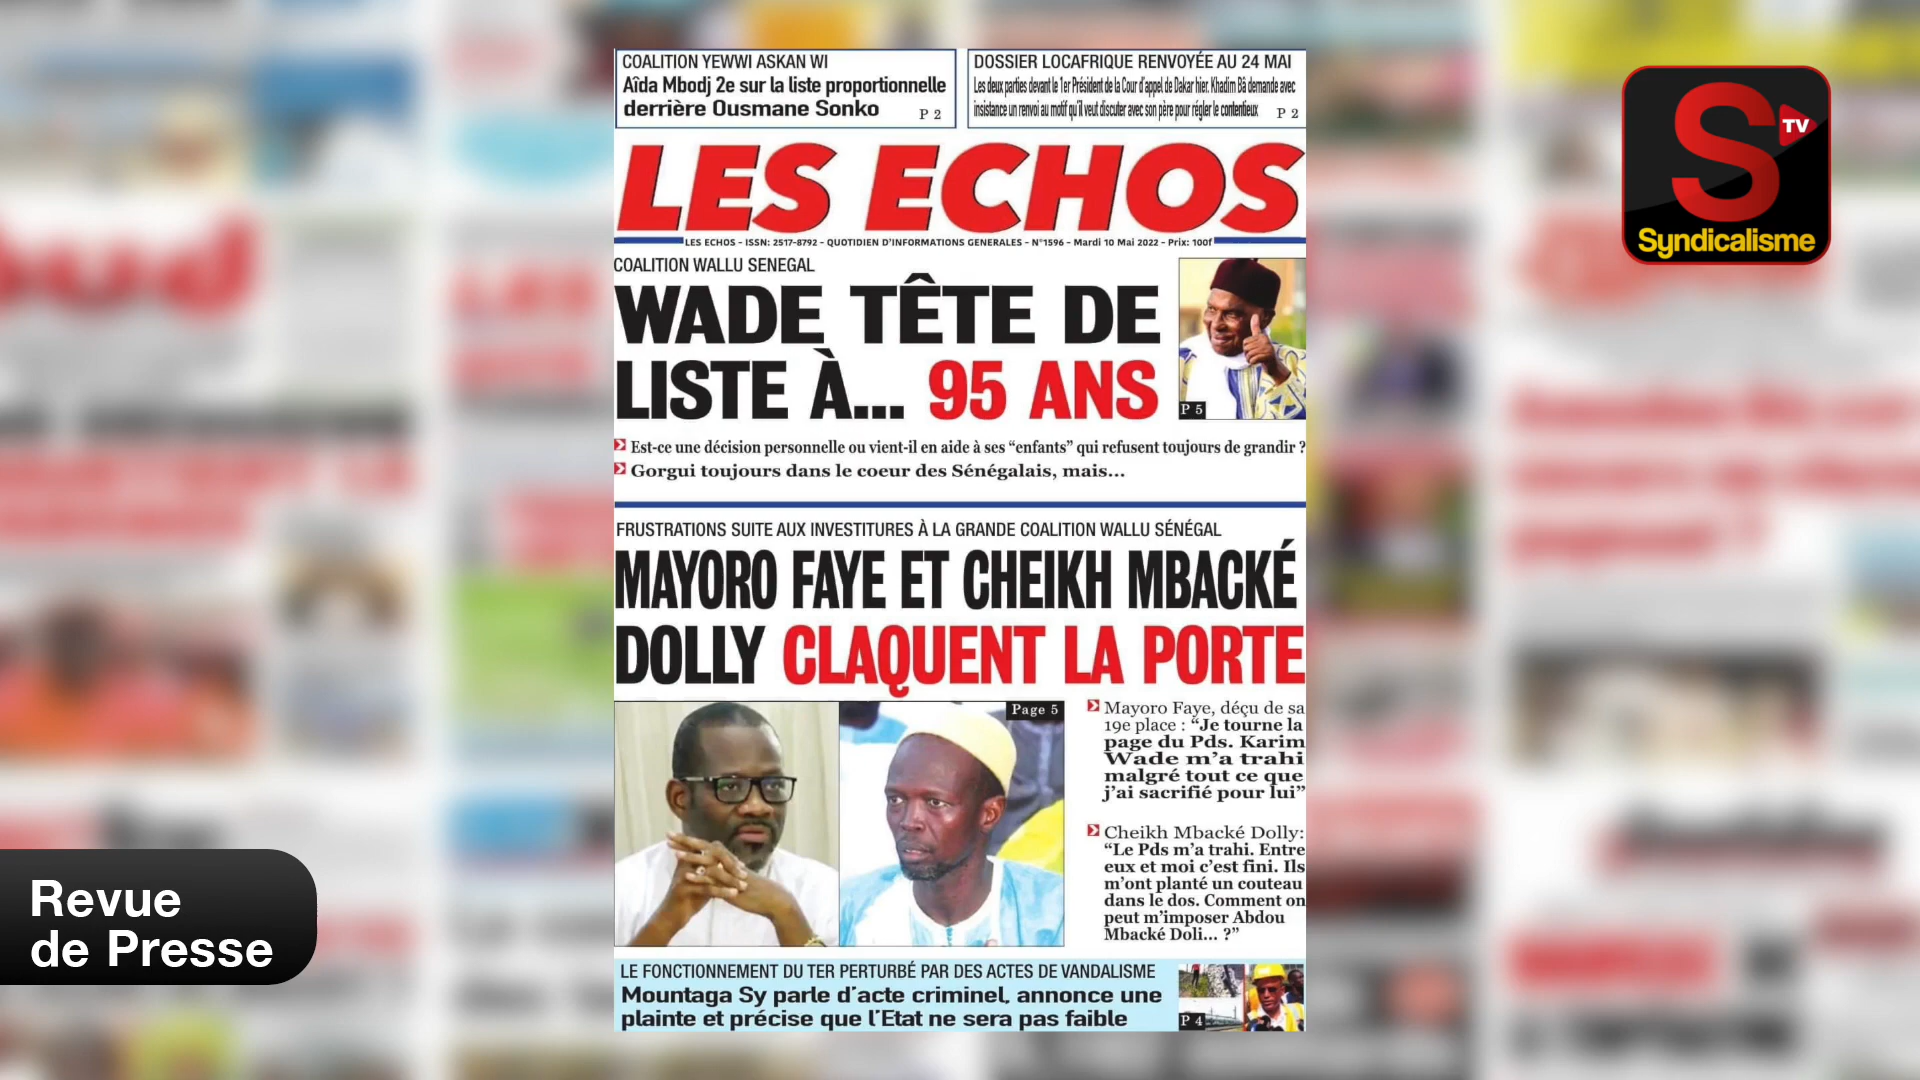 COALITION YEWWI ASKAN WI
Aïda Mbodj 2e sur la liste proportionnelle
derrière Ousmane Sonko P 2
DOSSIER LOCAFRIQUE RENVOYÉE AU 24 MAI
Les deux parties devant le 1er Président de la Cour d'appel de Dakar hier. Khadim Bâ demande avec
insistance un renvoi au motif qu'il veut discuter avec son père pour régler le contentieux P 2
LES ECHOS
LES ECHOS - ISSN: 2517-8792 - QUOTIDIEN D'INFORMATIONS GENERALES - N°1596 - Mardi 10 Mai 2022 - Prix: 100f
COALITION WALLU SENEGAL
WADE TÊTE DE
LISTE À... 95 ANS
P 5
Est-ce une décision personnelle ou vient-il en aide à ses “enfants” qui refusent toujours de grandir ?
Gorgui toujours dans le coeur des Sénégalais, mais...
FRUSTRATIONS SUITE AUX INVESTITURES À LA GRANDE COALITION WALLU SÉNÉGAL
MAYORO FAYE ET CHEIKH MBACKÉ
DOLLY CLAQUENT LA PORTE
Page 5
Mayoro Faye, déçu de sa
19e place : “Je tourne la
page du Pds. Karim
Wade m'a trahi
malgré tout ce que
j'ai sacrifié pour lui”
Cheikh Mbacké Dolly:
“Le Pds m'a trahi. Entre
eux et moi c'est fini. Ils
m'ont planté un couteau
dans le dos. Comment on
peut m'imposer Abdou
Mbacké Doli... ?”
LE FONCTIONNEMENT DU TER PERTURBÉ PAR DES ACTES DE VANDALISME
Mountaga Sy parle d'acte criminel, annonce une
plainte et précise que l'Etat ne sera pas faible
P 4
S TV
Syndicalisme
Revue
de Presse